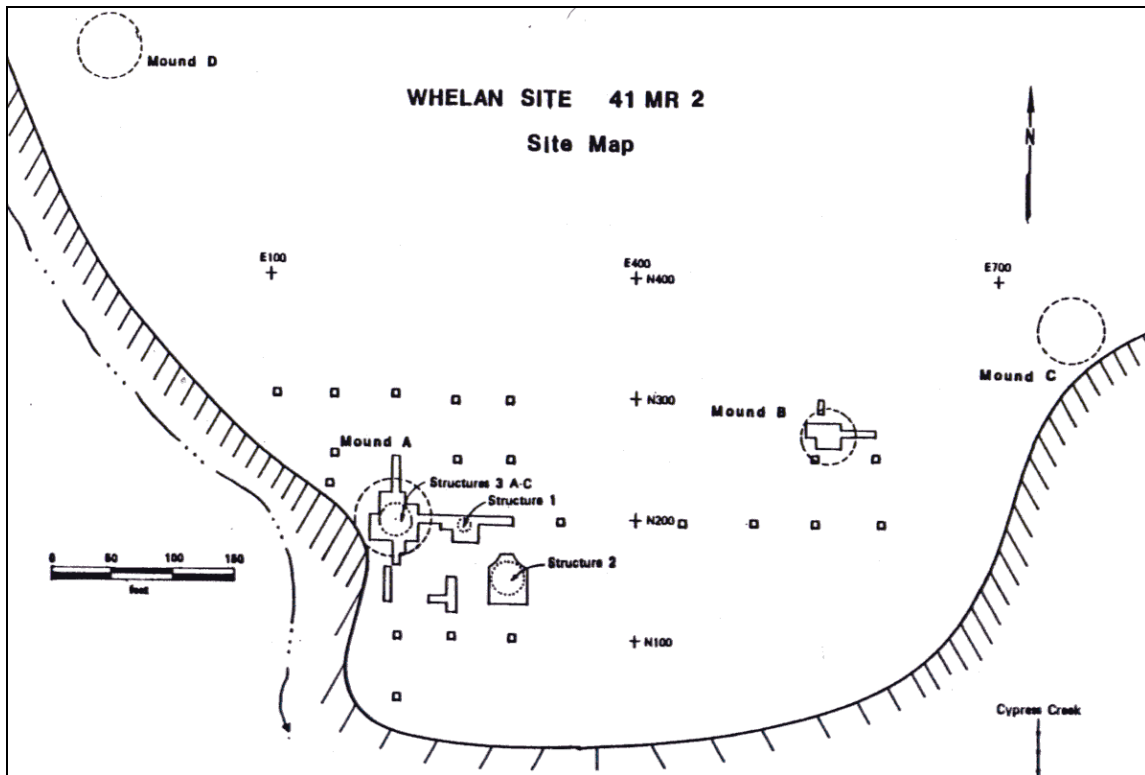 Mound D
WHELAN SITE 41 MR 2
Site Map
N
E100
E400
N400
E700
Mound C
N300
Mound B
Mound A
Structures 3 A-C
Structure 1
N200
0 50 100 150
feet
Structure 2
N100
Cypress Creek